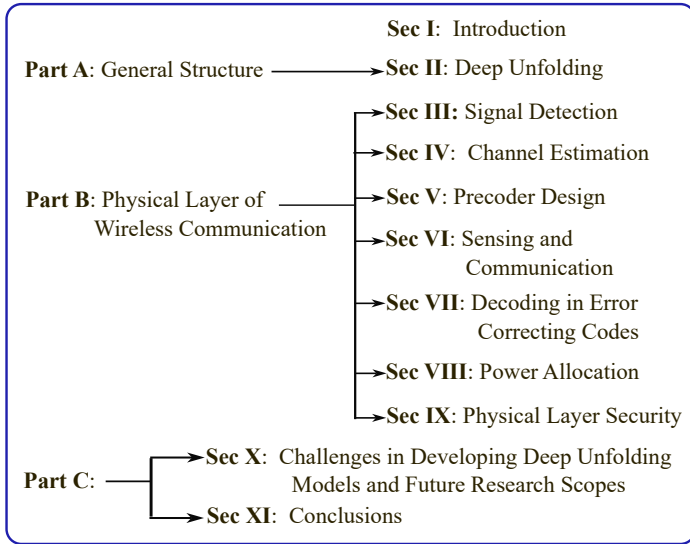 Sec I: Introduction
Part A: General Structure
Sec II: Deep Unfolding
Part B: Physical Layer of
Wireless Communication
Sec III: Signal Detection
Sec IV: Channel Estimation
Sec V: Precoder Design
Sec VI: Sensing and
Communication
Sec VII: Decoding in Error
Correcting Codes
Sec VIII: Power Allocation
Sec IX: Physical Layer Security
Part C:
Sec X: Challenges in Developing Deep Unfolding
Models and Future Research Scopes
Sec XI: Conclusions